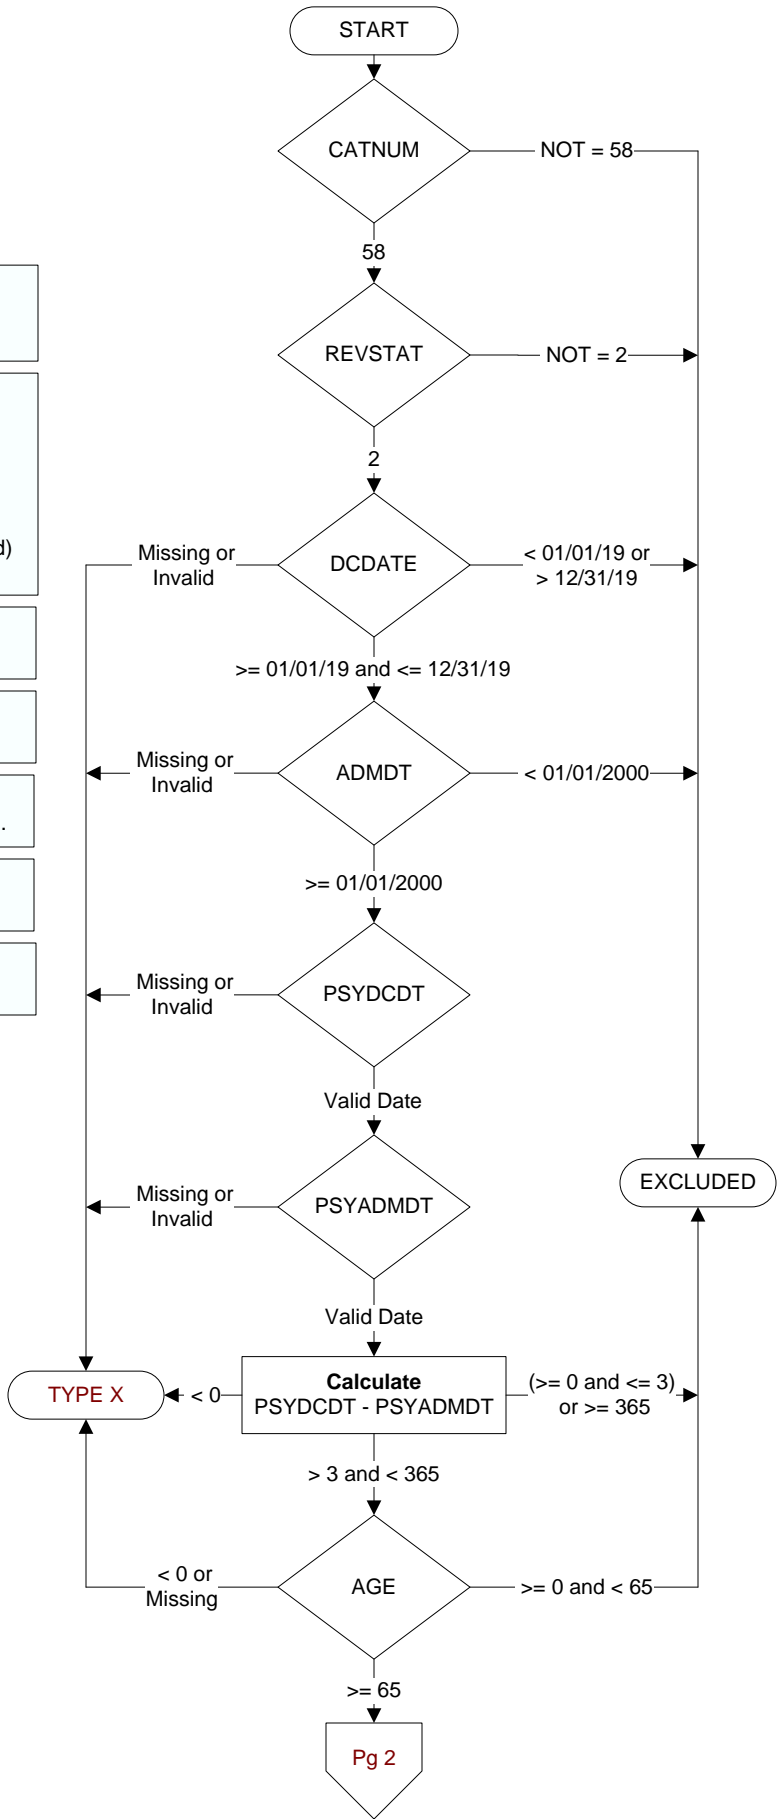 START
CATNUM
NOT = 58
58
REVSTAT
NOT = 2
2
d)
Missing or
Invalid
DCDATE
< 01/01/19 or
> 12/31/19
>= 01/01/19 and <= 12/31/19
Missing or
Invalid
ADMDT
< 01/01/2000
.
>= 01/01/2000
Missing or
Invalid
PSYDCDT
Valid Date
Missing or
Invalid
PSYADMDT
EXCLUDED
Valid Date
TYPE X
< 0
Calculate
PSYDCDT - PSYADMDT
(>= 0 and <= 3)
or >= 365
> 3 and < 365
< 0 or
Missing
AGE
>= 0 and < 65
>= 65
Pg 2